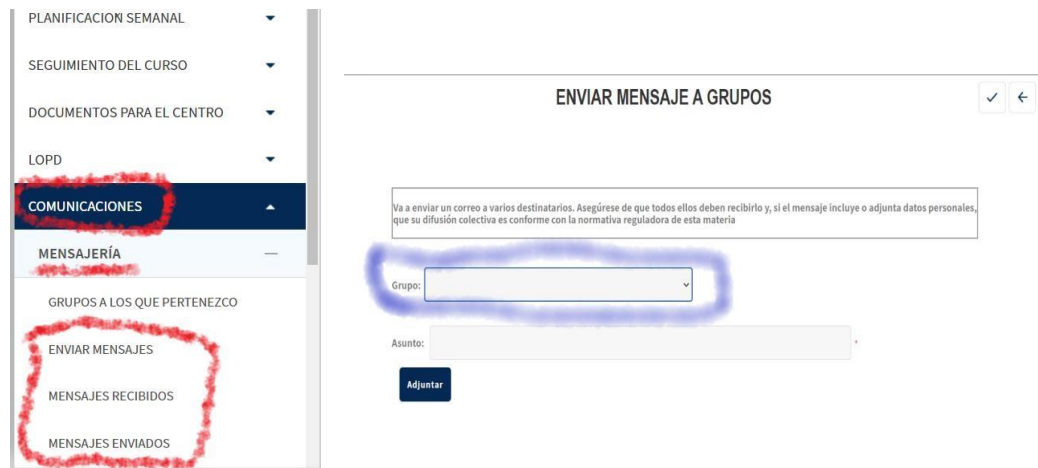 PLANIFICACIÓN SEMANAL
SEGUIMIENTO DEL CURSO
DOCUMENTOS PARA EL CENTRO
LOPD
COMUNICACIONES
MENSAJERÍA
GRUPOS A LOS QUE PERTENEZCO
ENVIAR MENSAJES
MENSAJES RECIBIDOS
MENSAJES ENVIADOS
ENVIAR MENSAJE A GRUPOS
Va a enviar un correo a varios destinatarios. Asegúrese de que todos ellos deben recibirlo y, si el mensaje incluye o adjunta datos personales,
que su difusión colectiva es conforme con la normativa reguladora de esta materia
Grupo:
Asunto:
*
Adjuntar